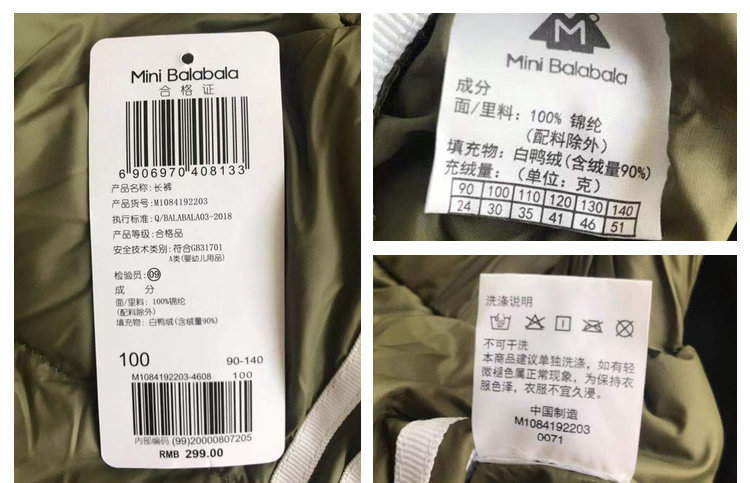 Mini Balabala
合格证
6 906970 408133
产品名称: 长裤
产品货号: M1084192203
执行标准: Q/BALABALA03-2018
产品等级: 合格品
安全技术类别: 符合GB31701
A类(婴幼儿用品)
检验员: 09
成 分
面/里料: 100%锦纶
(配料除外)
填充物: 白鸭绒(含绒量90%)
100 90-140
M1084192203-4608 100
内部编码 (99)20000807205
RMB 299.00
M
Mini Balabala
成分
面/里料: 100% 锦纶
(配料除外)
填充物: 白鸭绒(含绒量90%)
充绒量: (单位: 克)
90 100 110 120 130 140
24 30 35 41 46 51
洗涤说明
不可干洗
本商品建议单独洗涤, 如有轻
微褪色属正常现象, 为保持衣
服色泽, 衣服不宜久浸。
中国制造
M1084192203
0071